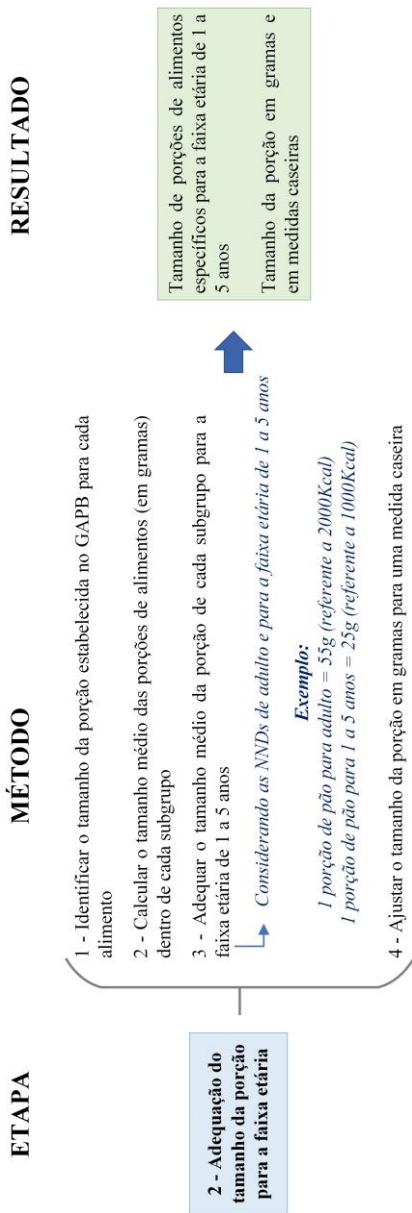 ETAPA
MÉTODO
RESULTADO
2 - Adequação do
tamanho da porção
para a faixa etária
1 - Identificar o tamanho da porção estabelecida no GAPB para cada
alimento
2 - Calcular o tamanho médio das porções de alimentos (em gramas)
dentro de cada subgrupo
3 - Adequar o tamanho médio da porção de cada subgrupo para a
faixa etária de 1 a 5 anos
Considerando as NNDs de adulto e para a faixa etária de 1 a 5 anos
Exemplo:
1 porção de pão para adulto = 55g (referente a 2000Kcal)
1 porção de pão para 1 a 5 anos = 25g (referente a 1000Kcal)
4 - Ajustar o tamanho da porção em gramas para uma medida caseira
Tamanho de porções de alimentos
específicos para a faixa etária de 1 a
5 anos
Tamanho da porção em gramas e
em medidas caseiras